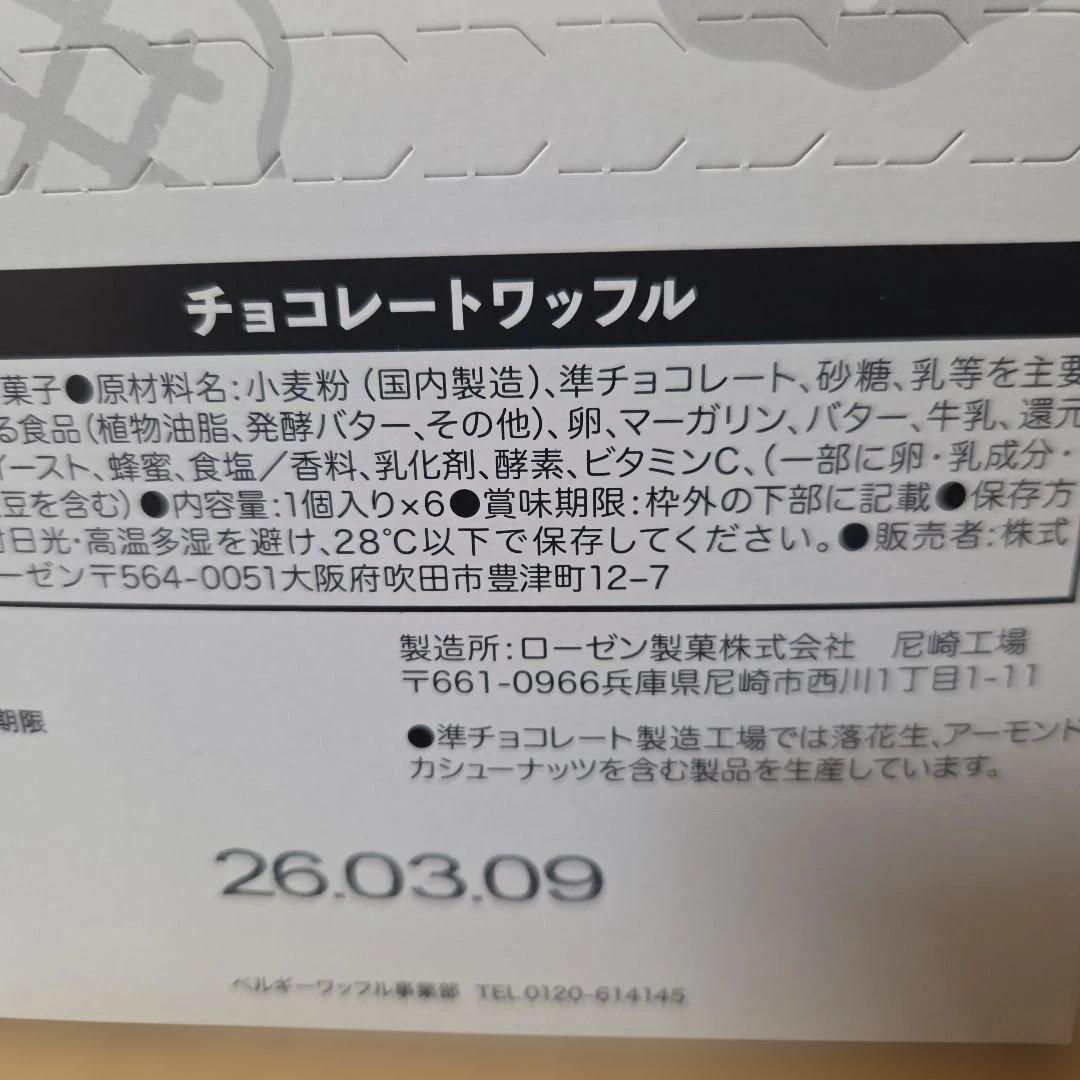 チョコレートワッフル
菓子●原材料名:小麦粉(国内製造)、準チョコレート、砂糖、乳等を主要
る食品(植物油脂、発酵バター、その他)、卵、マーガリン、バター、牛乳、還元
イースト、蜂蜜、食塩/香料、乳化剤、酵素、ビタミンC、(一部に卵・乳成分・
豆を含む)●内容量:1個入り×6●賞味期限:枠外の下部に記載●保存方
日光・高温多湿を避け、28℃以下で保存してください。●販売者:株式
ーゼン〒564-0051大阪府吹田市豊津町12-7
製造所:ローゼン製菓株式会社 尼崎工場
〒661-0966兵庫県尼崎市西川1丁目1-11
期限
●準チョコレート製造工場では落花生、アーモンド
カシューナッツを含む製品を生産しています。
26.03.09
ベルギーワッフル事業部 TEL.0120-614145